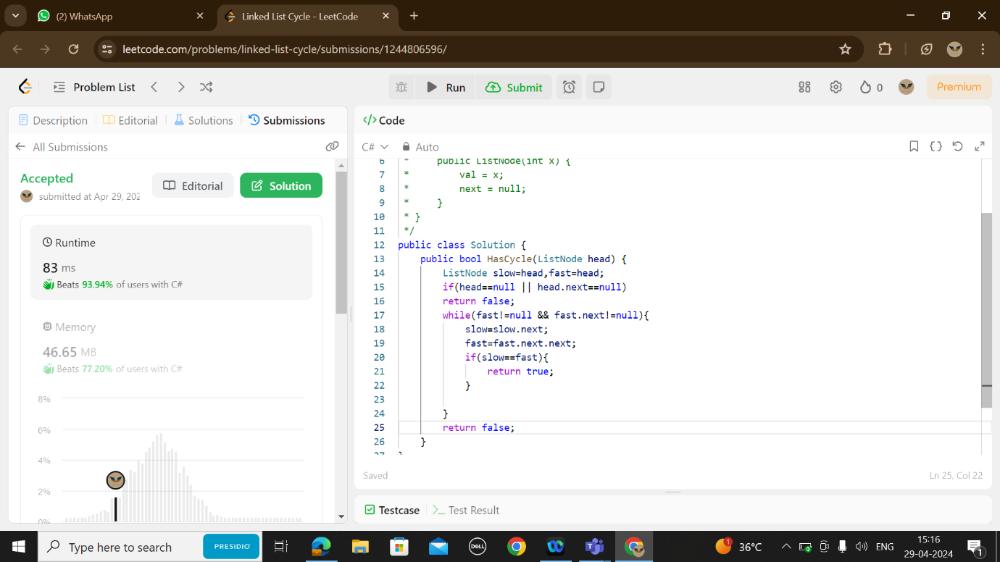 (2) WhatsApp
Linked List Cycle - LeetCode
leetcode.com/problems/linked-list-cycle/submissions/1244806596/
Problem List
Run
Submit
0
Premium
Description
Editorial
Solutions
Submissions
All Submissions
Accepted
submitted at Apr 29, 202
Editorial
Solution
Runtime
83 ms
Beats 93.94% of users with C#
Memory
46.65 MB
Beats 77.20% of users with C#
8%
6%
4%
2%
0%
</> Code
C#
Auto
6 * public ListNode(int x) {
7 * val = x;
8 * next = null;
9 * }
10 * }
11 */
12 public class Solution {
13 public bool HasCycle(ListNode head) {
14 ListNode slow=head,fast=head;
15 if(head==null || head.next==null)
16 return false;
17 while(fast!=null && fast.next!=null){
18 slow=slow.next;
19 fast=fast.next.next;
20 if(slow==fast){
21 return true;
22 }
23
24 }
25 return false;
26 }
27 }
Saved
Ln 25, Col 22
Testcase
Test Result
Type here to search
PRESIDIO
DELL
1
36°C
ENG
15:16
29-04-2024
1